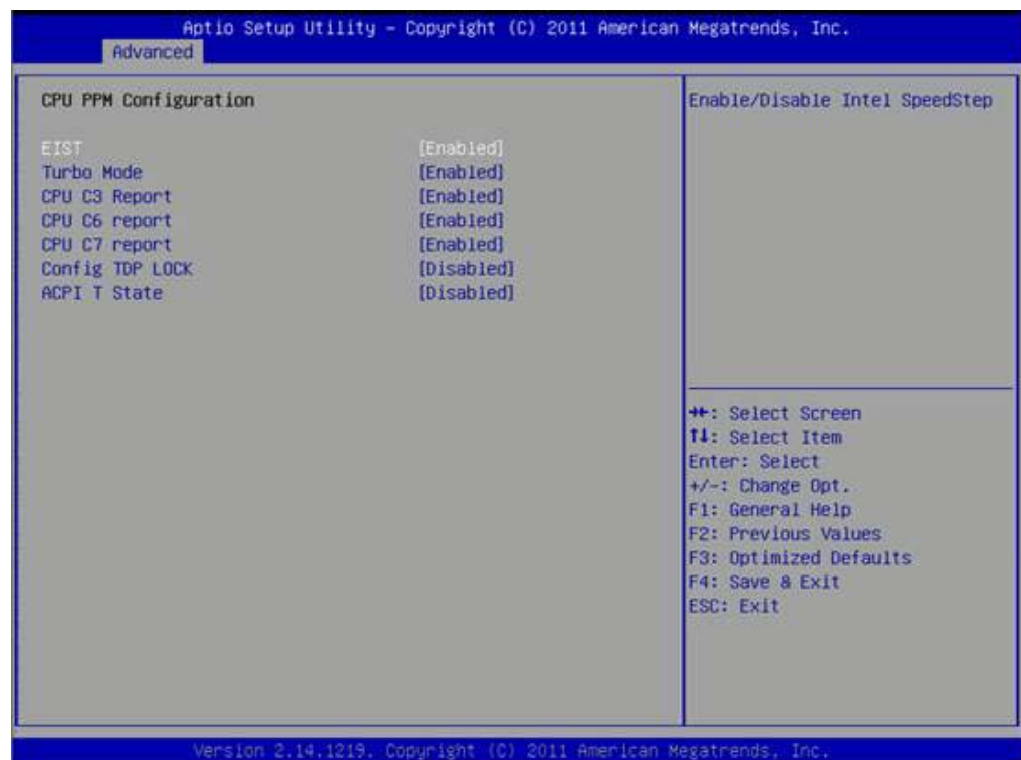 Aptio Setup Utility – Copyright (C) 2011 American Megatrends, Inc.
Advanced
CPU PPM Configuration
EIST [Enabled]
Turbo Mode [Enabled]
CPU C3 Report [Enabled]
CPU C6 report [Enabled]
CPU C7 report [Enabled]
Config TDP LOCK [Disabled]
ACPI T State [Disabled]
Enable/Disable Intel SpeedStep
→←: Select Screen
↑↓: Select Item
Enter: Select
+/-: Change Opt.
F1: General Help
F2: Previous Values
F3: Optimized Defaults
F4: Save & Exit
ESC: Exit
Version 2.14.1219. Copyright (C) 2011 American Megatrends, Inc.